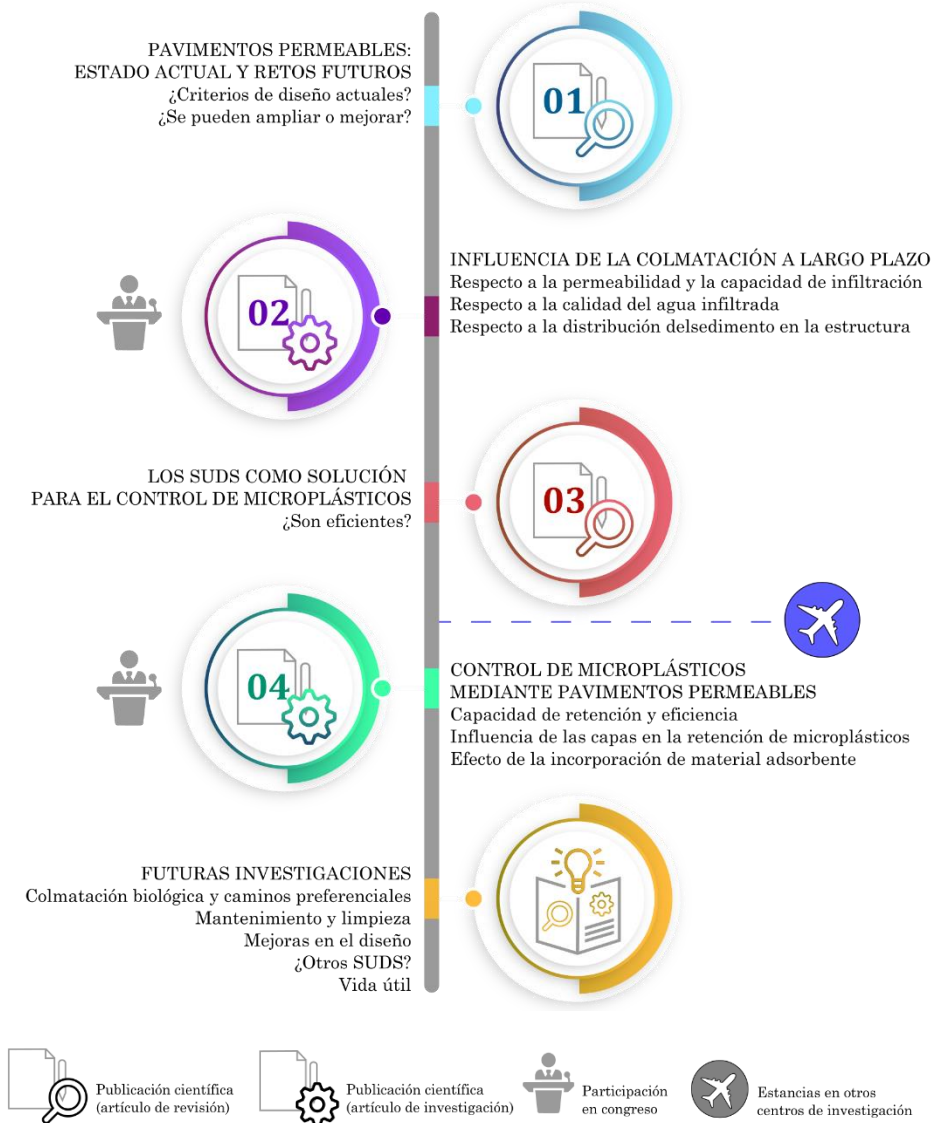 PAVIMENTOS PERMEABLES:
ESTADO ACTUAL Y RETOS FUTUROS
¿Criterios de diseño actuales?
¿Se pueden ampliar o mejorar?
01
02
INFLUENCIA DE LA COLMATACIÓN A LARGO PLAZO
Respecto a la permeabilidad y la capacidad de infiltración
Respecto a la calidad del agua infiltrada
Respecto a la distribución delsedimento en la estructura
LOS SUDS COMO SOLUCIÓN
PARA EL CONTROL DE MICROPLÁSTICOS
¿Son eficientes?
03
04
CONTROL DE MICROPLÁSTICOS
MEDIANTE PAVIMENTOS PERMEABLES
Capacidad de retención y eficiencia
Influencia de las capas en la retención de microplásticos
Efecto de la incorporación de material adsorbente
FUTURAS INVESTIGACIONES
Colmatación biológica y caminos preferenciales
Mantenimiento y limpieza
Mejoras en el diseño
¿Otros SUDS?
Vida útil
Publicación científica
(artículo de revisión)
Publicación científica
(artículo de investigación)
Participación
en congreso
Estancias en otros
centros de investigación